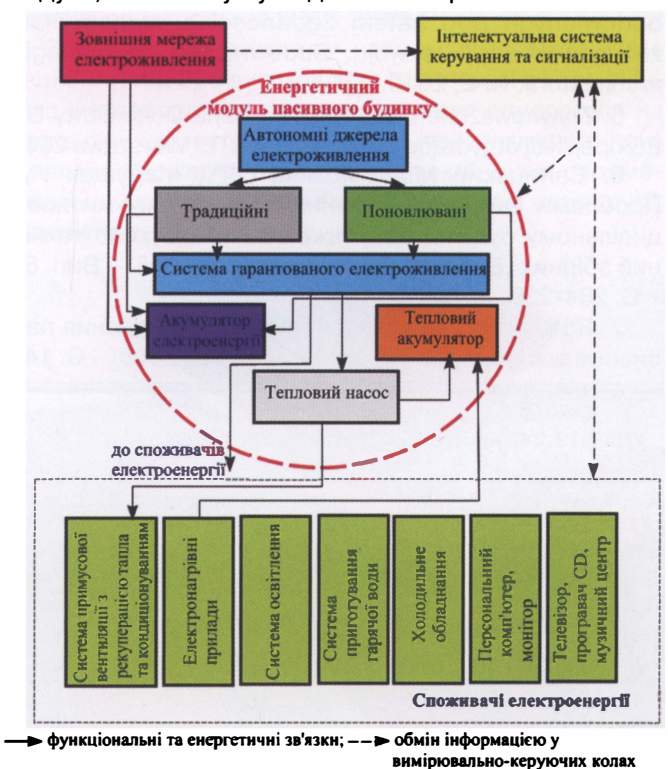 Зовнішня мережа
електроживлення
Інтелектуальна система
керування та сигналізації
Енергетичний
модуль пасивного будинку
Автономні джерела
електроживлення
Традиційні
Поновлювані
Система гарантованого електроживлення
Акумулятор
електроенергії
Тепловий
акумулятор
Тепловий насос
до споживачів
електроенергії
Система примусової
вентиляції з
рекуперацією тапла
та кондиціонуванням
Електронагрівні
прилади
Система освітлення
Система
приготування
гарячої води
Холодильне
обладнання
Персональний
комп'ютер,
монітор
Телевізор,
програвач CD,
музичний центр
Споживачі електроенергії
функціональні та енергетичні зв'язкн; обмін інформацією у
вимірювально-керуючих колах